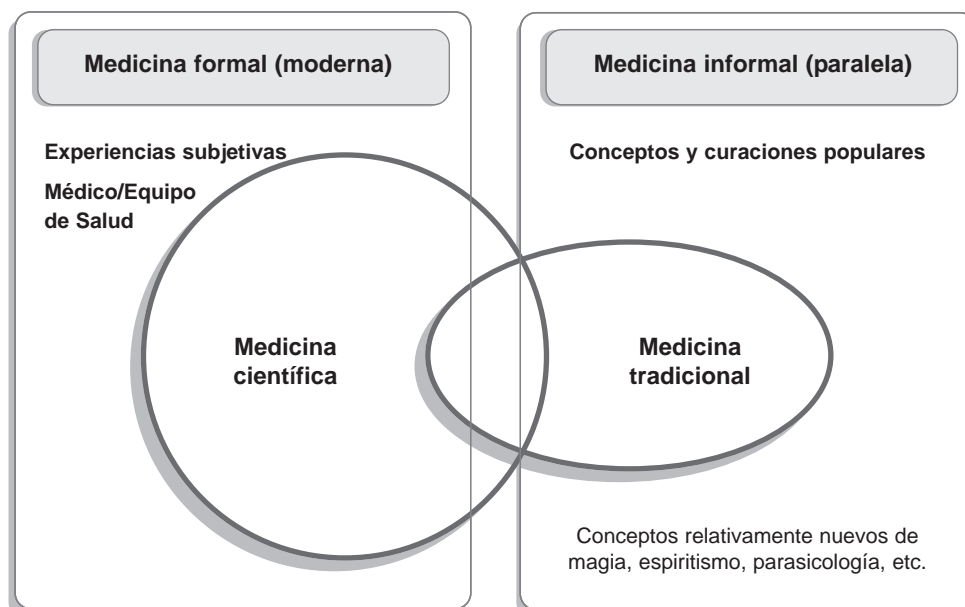 Medicina formal (moderna)
Experiencias subjetivas
Médico/Equipo
de Salud
Medicina
científica
Medicina informal (paralela)
Conceptos y curaciones populares
Medicina
tradicional
Conceptos relativamente nuevos de
magia, espiritismo, parasicología, etc.